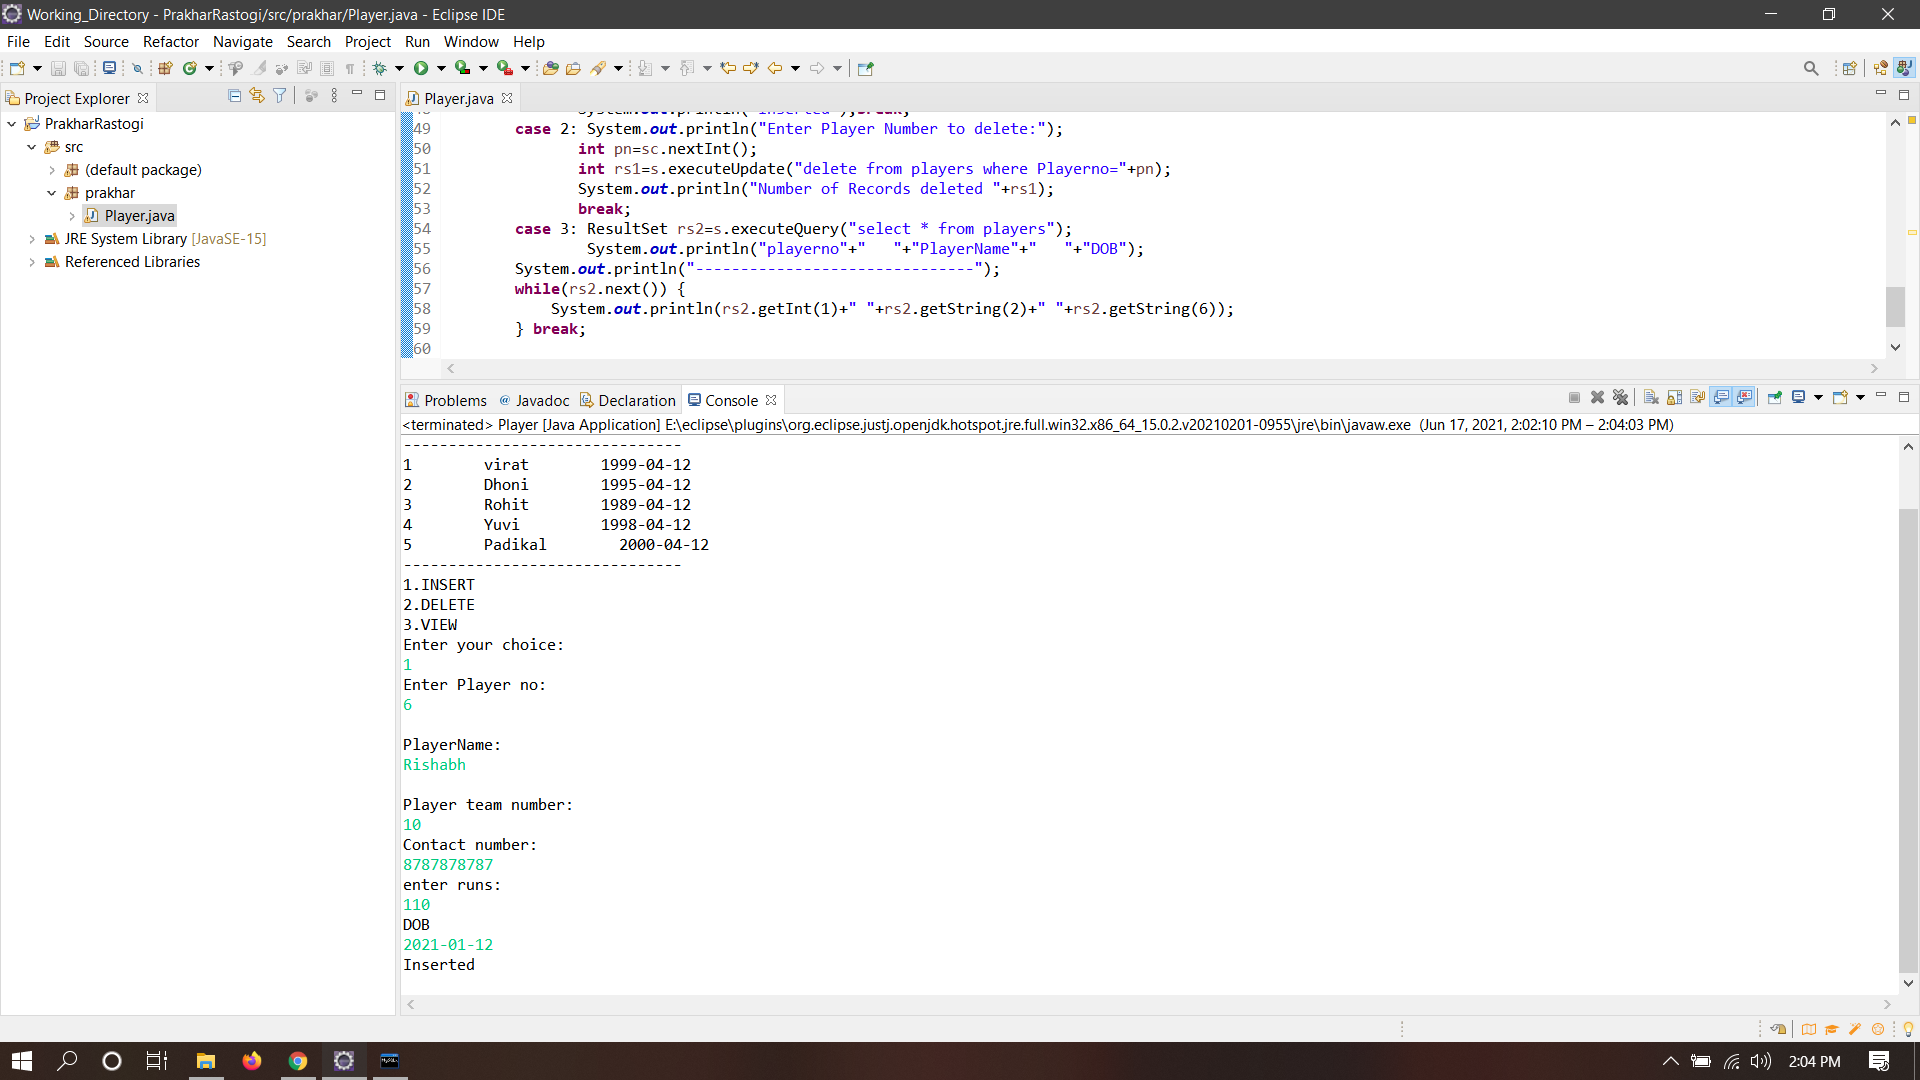 Working_Directory - PrakharRastogi/src/prakhar/Player.java - Eclipse IDE
File Edit Source Refactor Navigate Search Project Run Window Help
Project Explorer
PrakharRastogi
src
(default package)
prakhar
Player.java
JRE System Library [JavaSE-15]
Referenced Libraries
Player.java
49 case 2: System.out.println("Enter Player Number to delete:");
50 int pn=sc.nextInt();
51 int rs1=s.executeUpdate("delete from players where Playerno="+pn);
52 System.out.println("Number of Records deleted "+rs1);
53 break;
54 case 3: ResultSet rs2=s.executeQuery("select * from players");
55 System.out.println("playerno"+"   "+"PlayerName"+"   "+"DOB");
56 System.out.println("-------------------------------");
57 while(rs2.next()) {
58 System.out.println(rs2.getInt(1)+" "+rs2.getString(2)+" "+rs2.getString(6));
59 } break;
60
Problems @ Javadoc Declaration Console
<terminated> Player [Java Application] E:\eclipse\plugins\org.eclipse.justj.openjdk.hotspot.jre.full.win32.x86_64_15.0.2.v20210201-0955\jre\bin\javaw.exe (Jun 17, 2021, 2:02:10 PM – 2:04:03 PM)
-------------------------------
1 virat 1999-04-12
2 Dhoni 1995-04-12
3 Rohit 1989-04-12
4 Yuvi 1998-04-12
5 Padikal 2000-04-12
-------------------------------
1.INSERT
2.DELETE
3.VIEW
Enter your choice:
1
Enter Player no:
6
PlayerName:
Rishabh
Player team number:
10
Contact number:
8787878787
enter runs:
110
DOB
2021-01-12
Inserted
2:04 PM